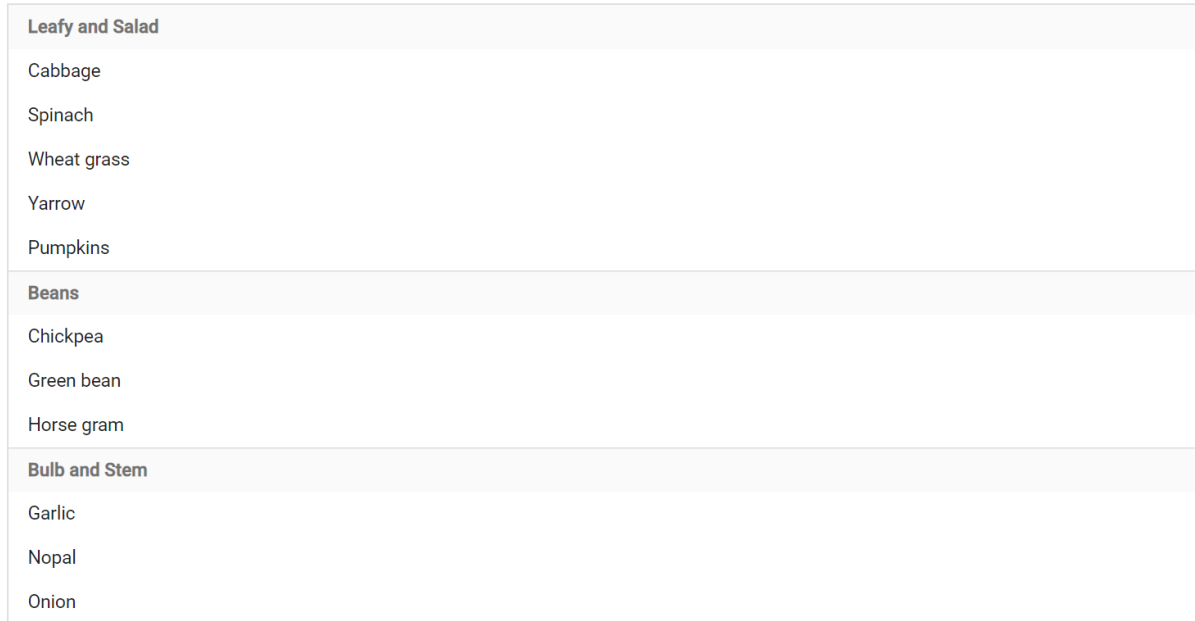 Leafy and Salad
Cabbage
Spinach
Wheat grass
Yarrow
Pumpkins
Beans
Chickpea
Green bean
Horse gram
Bulb and Stem
Garlic
Nopal
Onion